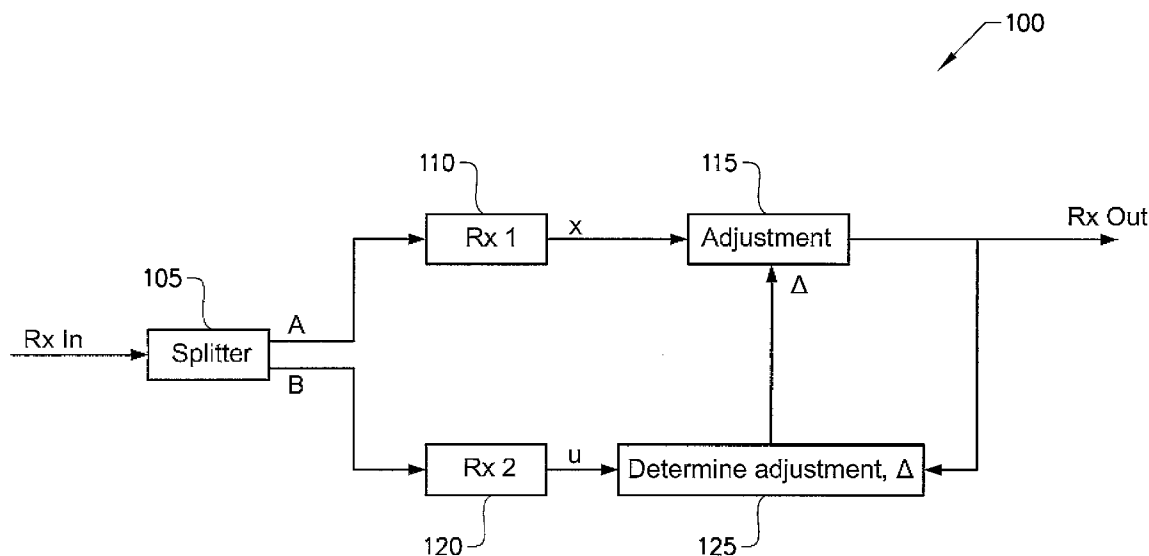 100
110
115
Rx 1
x
Adjustment
Rx Out
Δ
105
Rx In
Splitter
A
B
Rx 2
u
Determine adjustment, Δ
120
125